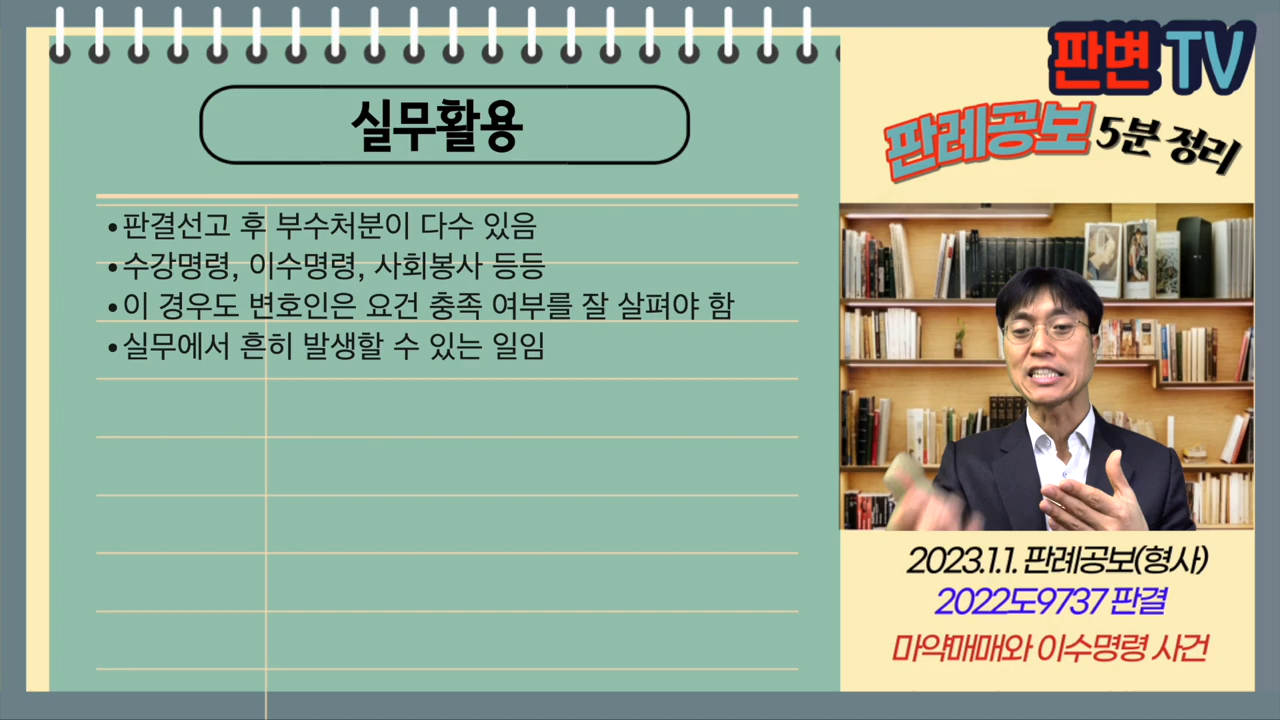 판변 TV
판례공보 5분 정리
실무활용
•판결선고 후 부수처분이 다수 있음
•수강명령, 이수명령, 사회봉사 등등
•이 경우도 변호인은 요건 충족 여부를 잘 살펴야 함
•실무에서 흔히 발생할 수 있는 일임
2023.1.1. 판례공보(형사)
2022도9737 판결
마약매매와 이수명령 사건